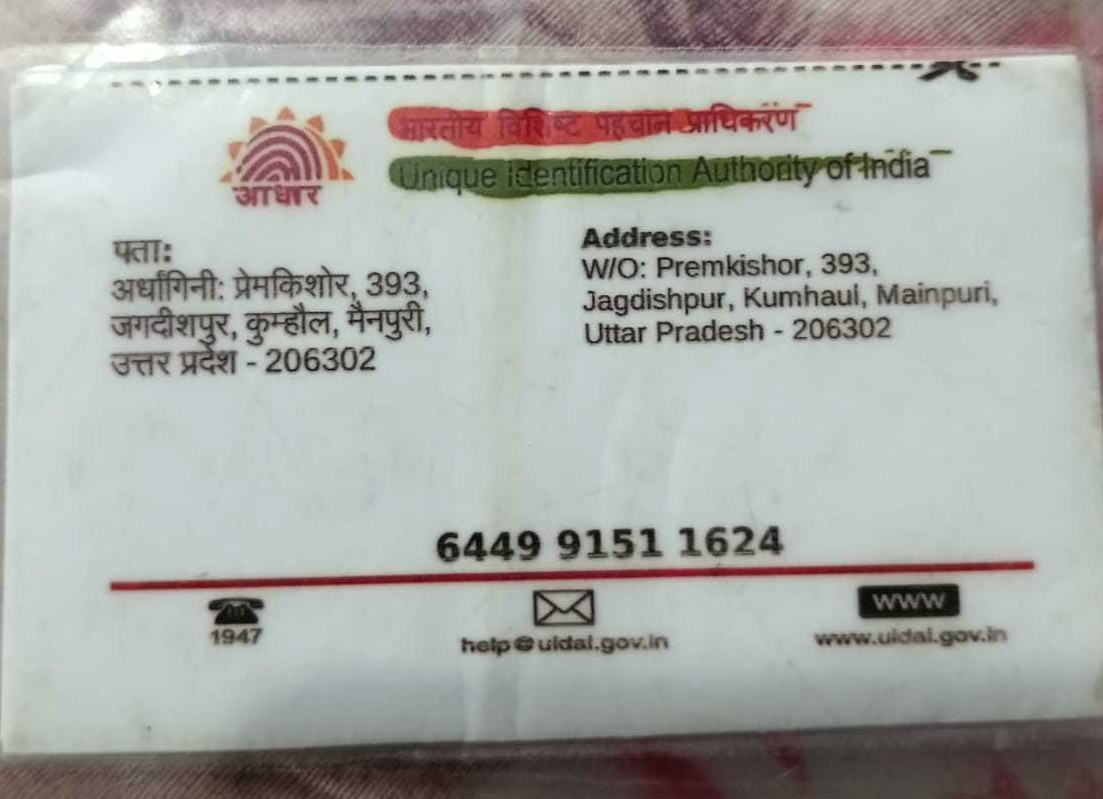 आधार
भारतीय विशिष्ट पहचान प्राधिकरण
Unique Identification Authority of India
पता:
अर्धांगिनी: प्रेमकिशोर, 393,
जगदीशपुर, कुम्हौल, मैनपुरी,
उत्तर प्रदेश - 206302
Address:
W/O: Premkishor, 393,
Jagdishpur, Kumhaul, Mainpuri,
Uttar Pradesh - 206302
6449 9151 1624
1947
help@uidai.gov.in
www
www.uidai.gov.in